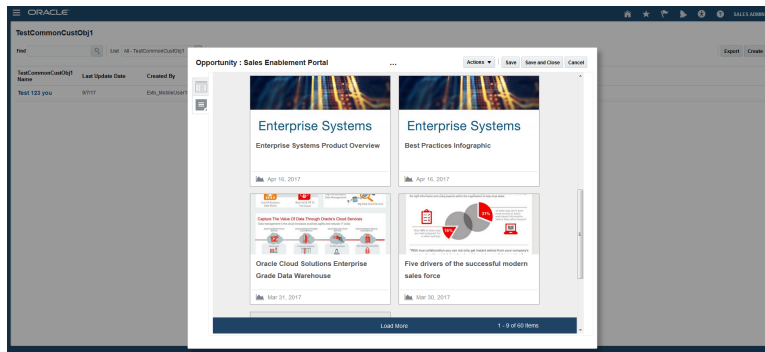 ORACLE
SALES ADMIN
TestCommonCustObj1
Find
List All - TestCommonCustObj1
Export Create
TestCommonCustObj1 Name
Last Update Date
Created By
Test 123 you
9/7/17
Opportunity : Sales Enablement Portal
...
Actions
Save
Save and Close
Cancel
Enterprise Systems
Enterprise Systems Product Overview
Apr 16, 2017
Enterprise Systems
Best Practices Infographic
Apr 16, 2017
Capture The Value Of Data Through Oracle's Cloud Services
Oracle Cloud Solutions Enterprise
Grade Data Warehouse
Mar 31, 2017
31%
Five drivers of the successful modern
sales force
Mar 30, 2017
Load More
1 - 9 of 60 items